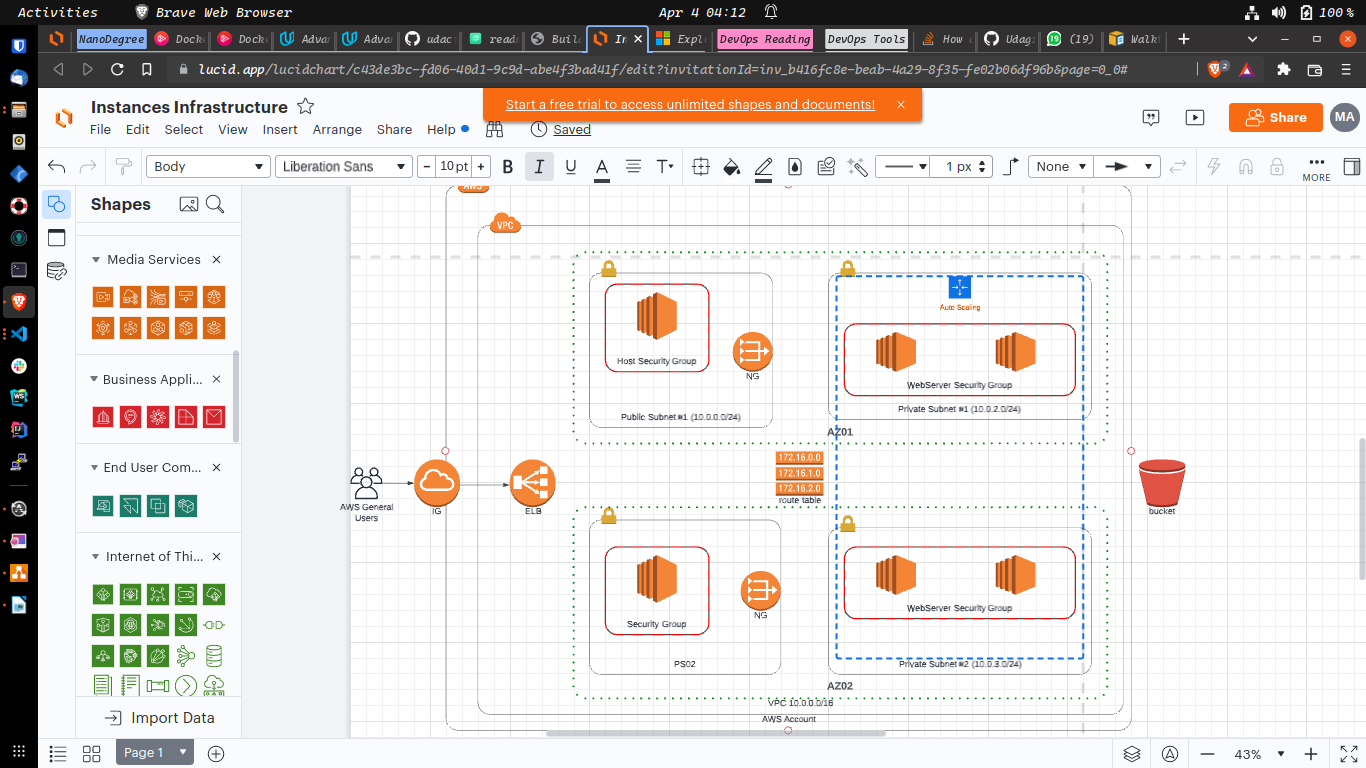 Activities
Brave Web Browser
Apr 4 04:12
100 %
NanoDegree
Dock
Dock
Adva
Adva
udac
read
Build
In
Expl
DevOps Reading
DevOps Tools
How
Udag
(19)
Walk
lucid.app/lucidchart/c43de3bc-fd06-40d1-9c9d-abe4f3bad41f/edit?invitationId=inv_b416fc8e-beab-4a29-8f35-fe02b06df96b&page=0_0#
2
Instances Infrastructure
Start a free trial to access unlimited shapes and documents!
File Edit Select View Insert Arrange Share Help
Saved
Share
MA
Body
Liberation Sans
10 pt
B I U A T
1 px
None
MORE
Shapes
Media Services
Business Appli...
End User Com...
Internet of Thi...
Import Data
AWS
VPC
Auto Scaling
Host Security Group
NG
WebServer Security Group
Public Subnet #1 (10.0.0.0/24)
Private Subnet #1 (10.0.2.0/24)
AZ01
172.16.0.0
172.16.1.0
172.16.2.0
route table
AWS General
Users
IG
ELB
bucket
Security Group
NG
WebServer Security Group
PS02
Private Subnet #2 (10.0.3.0/24)
AZ02
VPC 10.0.0.0/16
AWS Account
Page 1
43%